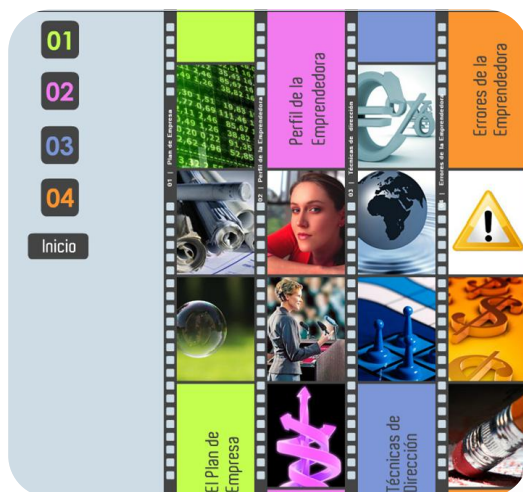 01
02
03
04
Inicio
01 | Plan de Empresa
El Plan de
Empresa
02 | Perfil de la Emprendedora
Perfil de la
Emprendedora
03 | Técnicas de dirección
Técnicas de
Dirección
| Errores de la Emprendedora
Errores de la
Emprendedora